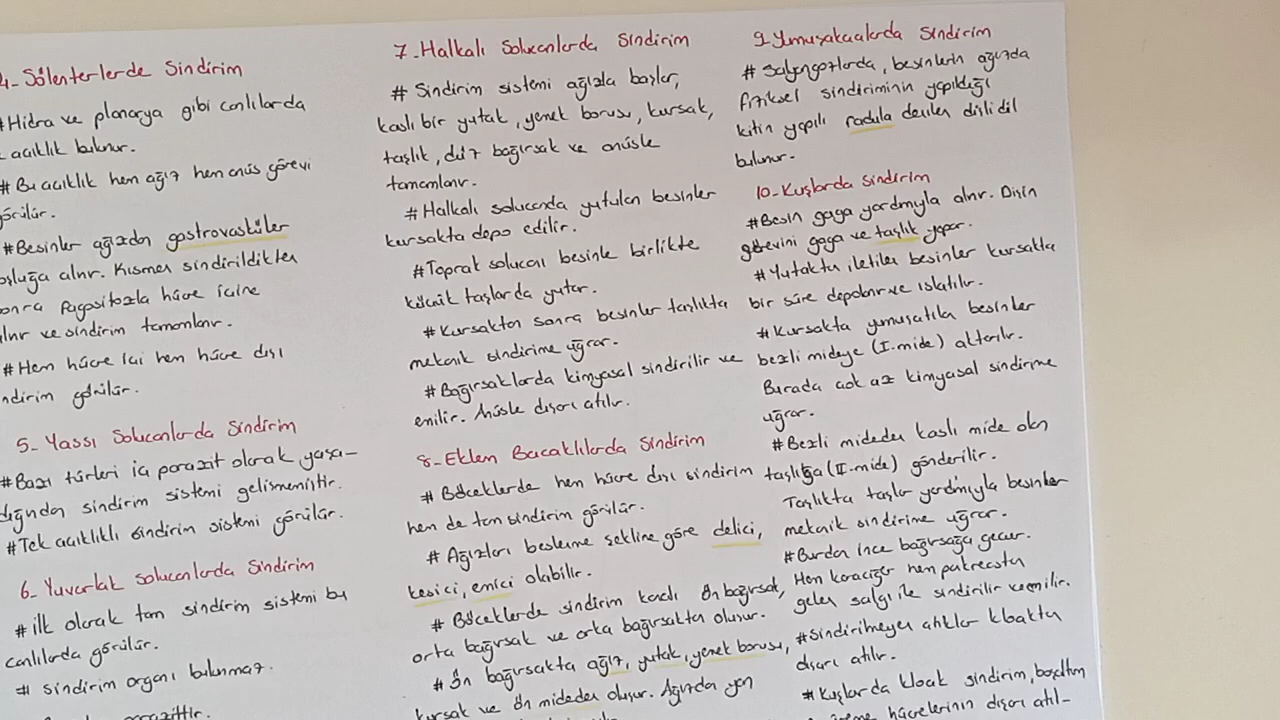 4- Sölenterlerde Sindirim
#Hidra ve planarya gibi canlılarda
açıklık bulunur.
# Bu açıklık hem ağız hem anüs görevi
görülür.
#Besinler ağızdan gastrovasküler
boşluğa alınır. Kısmen sindirildikten
sonra fagositozla hücre içine
alınır ve sindirim tamamlanır.
#Hem hücre içi hem hücre dışı
sindirim görülür.
5- Yassı Solucanlarda Sindirim
#Bazı türleri iç parazit olarak yaşa-
dığından sindirim sistemi gelişmemiştir.
#Tek açıklıklı sindirim sistemi görülür.
6- Yuvarlak Solucanlarda Sindirim
#İlk olarak tam sindirim sistemi bu
canlılarda görülür.
# Sindirim organı bulunmaz.
parazittir.
7-Halkalı Solucanlarda Sindirim
# Sindirim sistemi ağızla başlar,
kaslı bir yutak, yemek borusu, kursak,
taşlık, düz bağırsak ve anüsle
tamamlanır.
#Halkalı solucanda yutulan besinler
kursakta depo edilir.
#Toprak solucanı besinle birlikte
küçük taşlarda yutar.
#Kursaktan sonra besinler taşlıkta
mekanik sindirime uğrar.
#Bağırsaklarda kimyasal sindirilir ve
emilir. Anüsle dışarı atılır.
8-Eklem Bacaklılarda Sindirim
# Böceklerde hem hücre dışı sindirim
hem de tam sindirim görülür.
# Ağızları beslenme şekline göre delici,
kesici, emici olabilir.
# Böceklerde sindirim kanalı ön bağırsak,
orta bağırsak ve orta bağırsaktan oluşur.
#Ön bağırsakta ağız, yutak, yemek borusu,
kursak ve ön mideden oluşur. Ağızda yer
9-Yumuşakçalarda Sindirim
# Salyangozlarda, besinlerin ağızda
fiziksel sindiriminin yapıldığı
kitin yapılı radula denilen dişli dil
bulunur.
10-Kuşlarda Sindirim
#Besin gaga yardımıyla alınır. Dişin
görevini gaga ve taşlık yapar.
#Yutaktan iletilen besinler kursakta
bir süre depolanır ve ıslatılır.
#Kursakta yumuşatılan besinler
bezli mideye (I.mide) aktarılır.
Burada çok az kimyasal sindirime
uğrar.
#Bezli mideden kaslı mide olan
taşlığa (II-mide) gönderilir.
Taşlıkta taşlar yardımıyla besinler
mekanik sindirime uğrar.
#Burdan ince bağırsağa geçer.
Hem karaciğer hem pankreastan
gelen salgı ile sindirilir ve emilir.
#Sindirilmeyen atıklar kloaktan
dışarı atılır.
#Kuşlarda kloak sindirim, boşaltım
üreme hücrelerinin dışarı atıl-